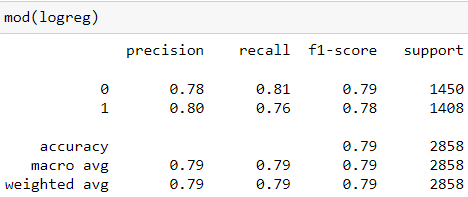 mod(logreg)
precision recall f1-score support
0 0.78 0.81 0.79 1450
1 0.80 0.76 0.78 1408
accuracy 0.79 2858
macro avg 0.79 0.79 0.79 2858
weighted avg 0.79 0.79 0.79 2858